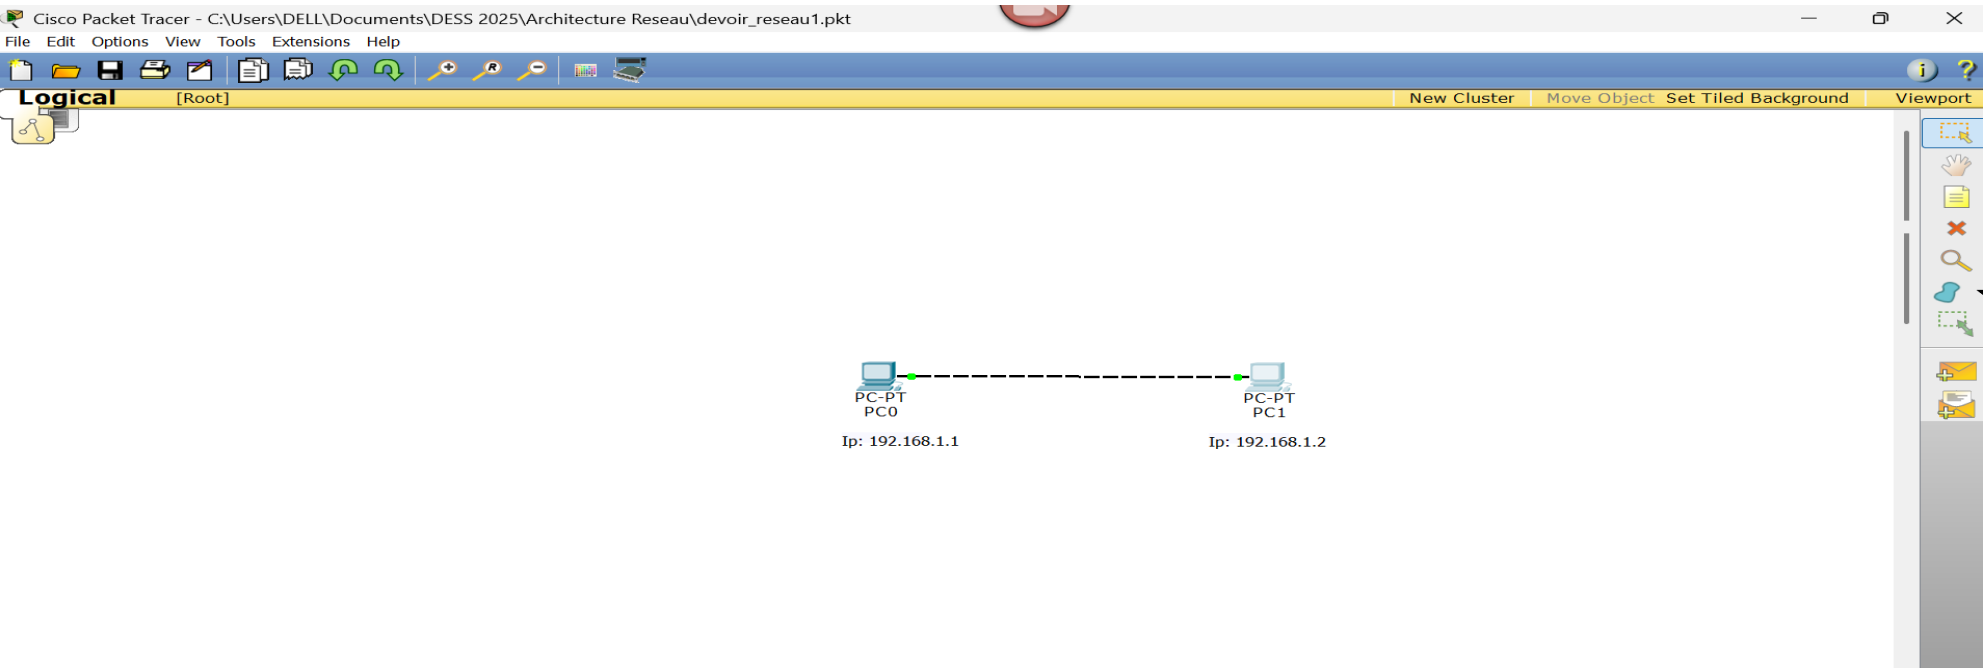 Cisco Packet Tracer - C:\Users\DELL\Documents\DESS 2025\Architecture Reseau\devoir_reseau1.pkt
File Edit Options View Tools Extensions Help
Logical [Root] New Cluster Move Object Set Tiled Background Viewport
PC-PT PC-PT
PC0 PC1
Ip: 192.168.1.1 Ip: 192.168.1.2